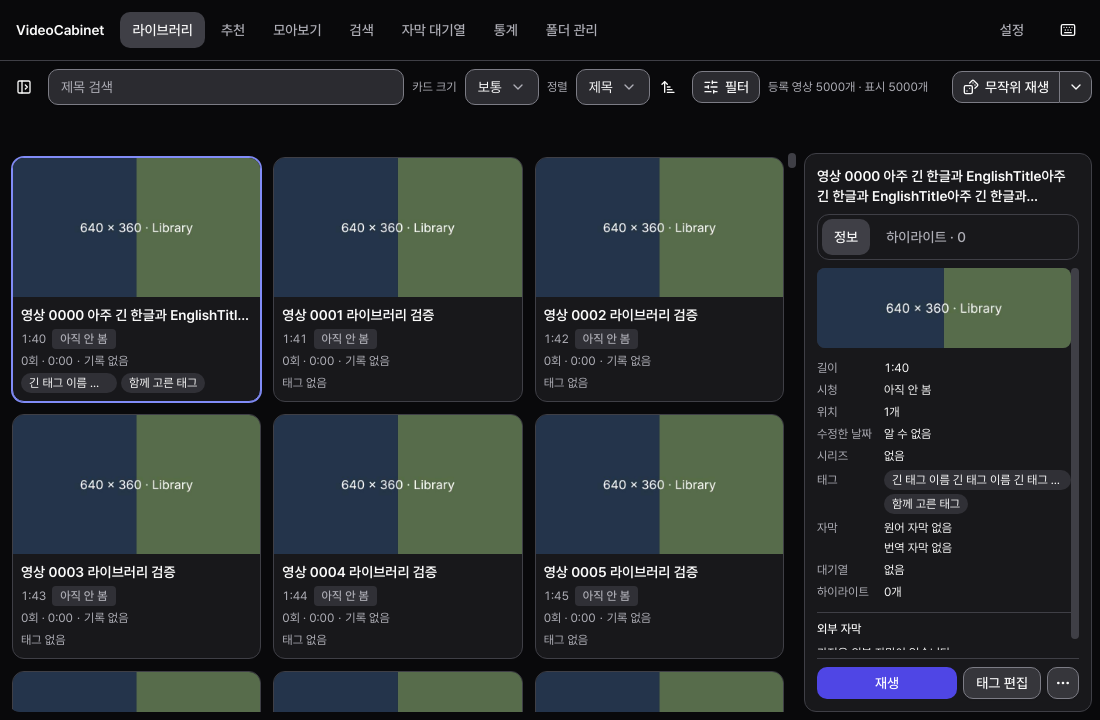 VideoCabinet 라이브러리 추천 모아보기 검색 자막 대기열 통계 폴더 관리 설정
제목 검색 카드 크기 보통 정렬 제목 필터 등록 영상 5000개 · 표시 5000개 무작위 재생
640 × 360 · Library
영상 0000 아주 긴 한글과 EnglishTitl...
1:40 아직 안 봄
0회 · 0:00 · 기록 없음
긴 태그 이름 ... 함께 고른 태그
640 × 360 · Library
영상 0001 라이브러리 검증
1:41 아직 안 봄
0회 · 0:00 · 기록 없음
태그 없음
640 × 360 · Library
영상 0002 라이브러리 검증
1:42 아직 안 봄
0회 · 0:00 · 기록 없음
태그 없음
640 × 360 · Library
영상 0003 라이브러리 검증
1:43 아직 안 봄
0회 · 0:00 · 기록 없음
태그 없음
640 × 360 · Library
영상 0004 라이브러리 검증
1:44 아직 안 봄
0회 · 0:00 · 기록 없음
태그 없음
640 × 360 · Library
영상 0005 라이브러리 검증
1:45 아직 안 봄
0회 · 0:00 · 기록 없음
태그 없음
영상 0000 아주 긴 한글과 EnglishTitle아주
긴 한글과 EnglishTitle아주 긴 한글과...
정보 하이라이트 · 0
640 × 360 · Library
길이 1:40
시청 아직 안 봄
위치 1개
수정한 날짜 알 수 없음
시리즈 없음
태그 긴 태그 이름 긴 태그 이름 긴 태그 ...
함께 고른 태그
자막 원어 자막 없음
번역 자막 없음
대기열 없음
하이라이트 0개
외부 자막
재생 태그 편집